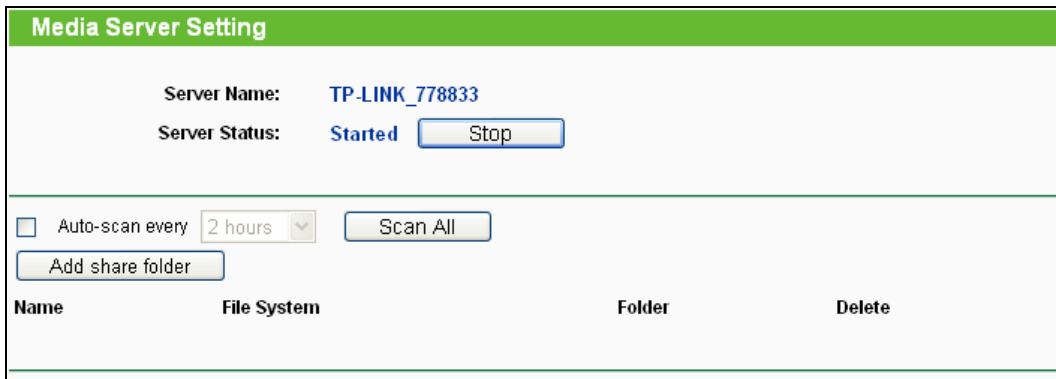 Media Server Setting
Server Name: TP-LINK_778833
Server Status: Started Stop
Auto-scan every 2 hours Scan All
Add share folder
Name File System Folder Delete